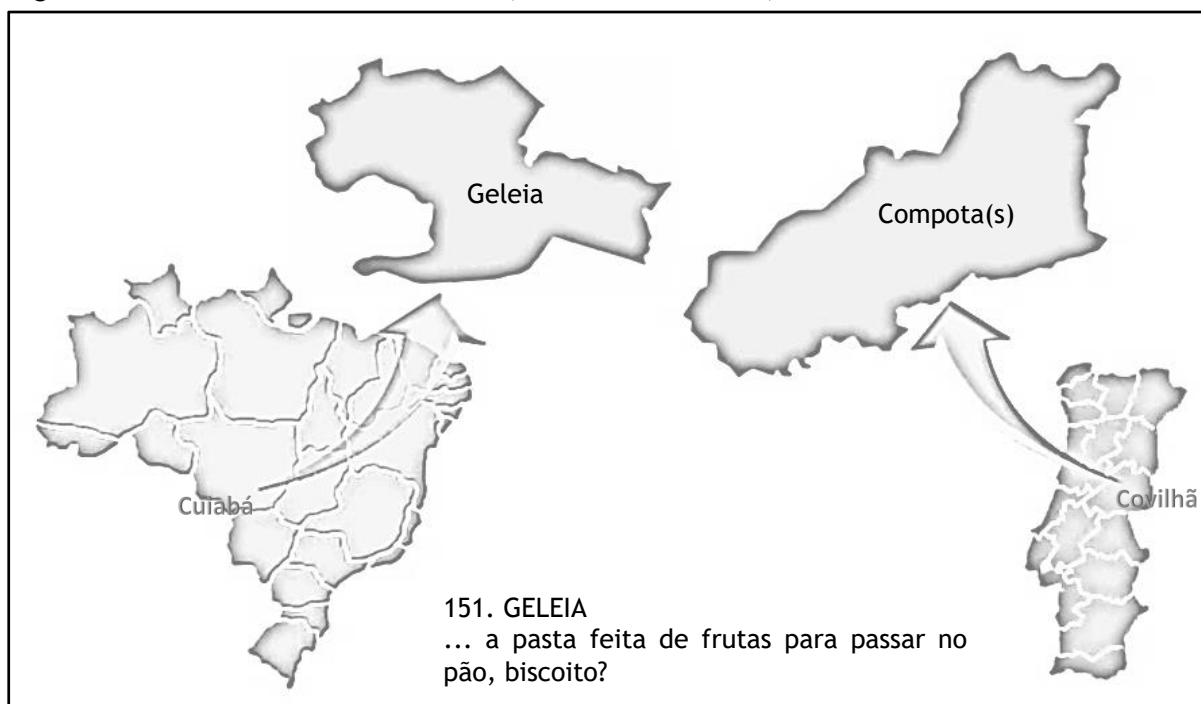 Geleia
Compota(s)
Cuiabá
Covilhã
151. GELEIA
... a pasta feita de frutas para passar no
pão, biscoito?